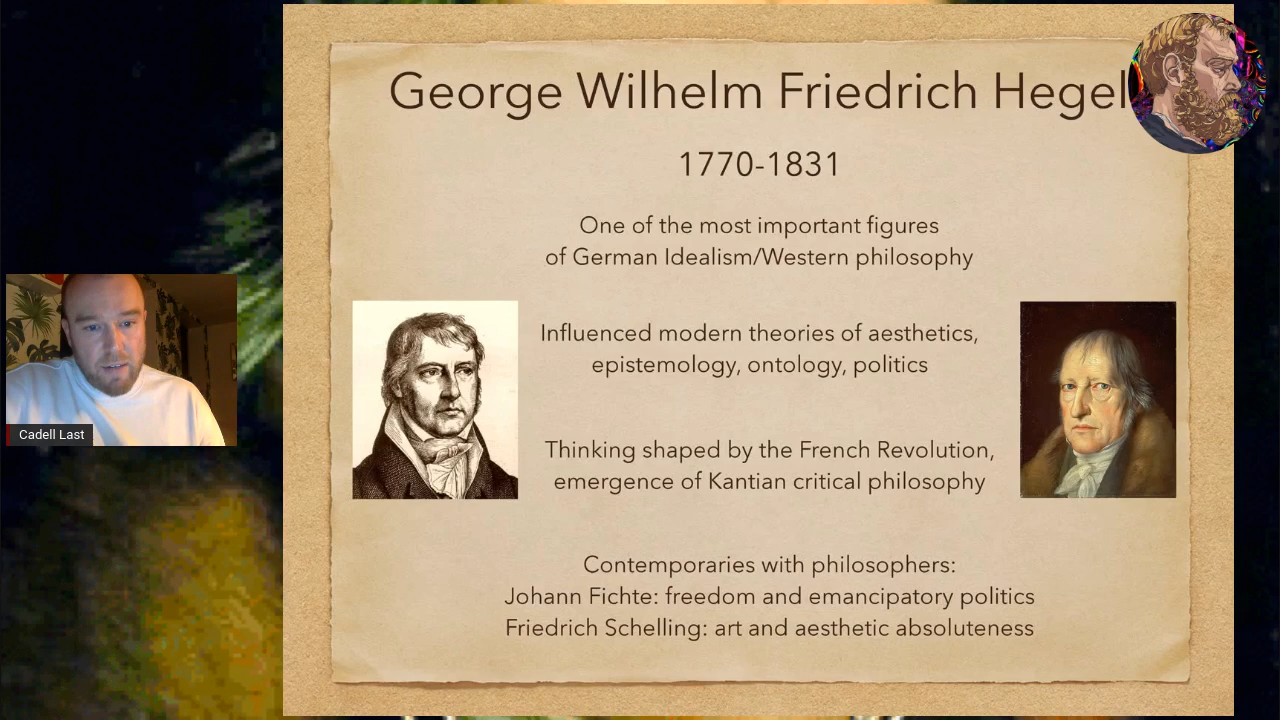 George Wilhelm Friedrich Hegel
1770-1831
One of the most important figures
of German Idealism/Western philosophy
Influenced modern theories of aesthetics,
epistemology, ontology, politics
Thinking shaped by the French Revolution,
emergence of Kantian critical philosophy
Contemporaries with philosophers:
Johann Fichte: freedom and emancipatory politics
Friedrich Schelling: art and aesthetic absoluteness
Cadell Last